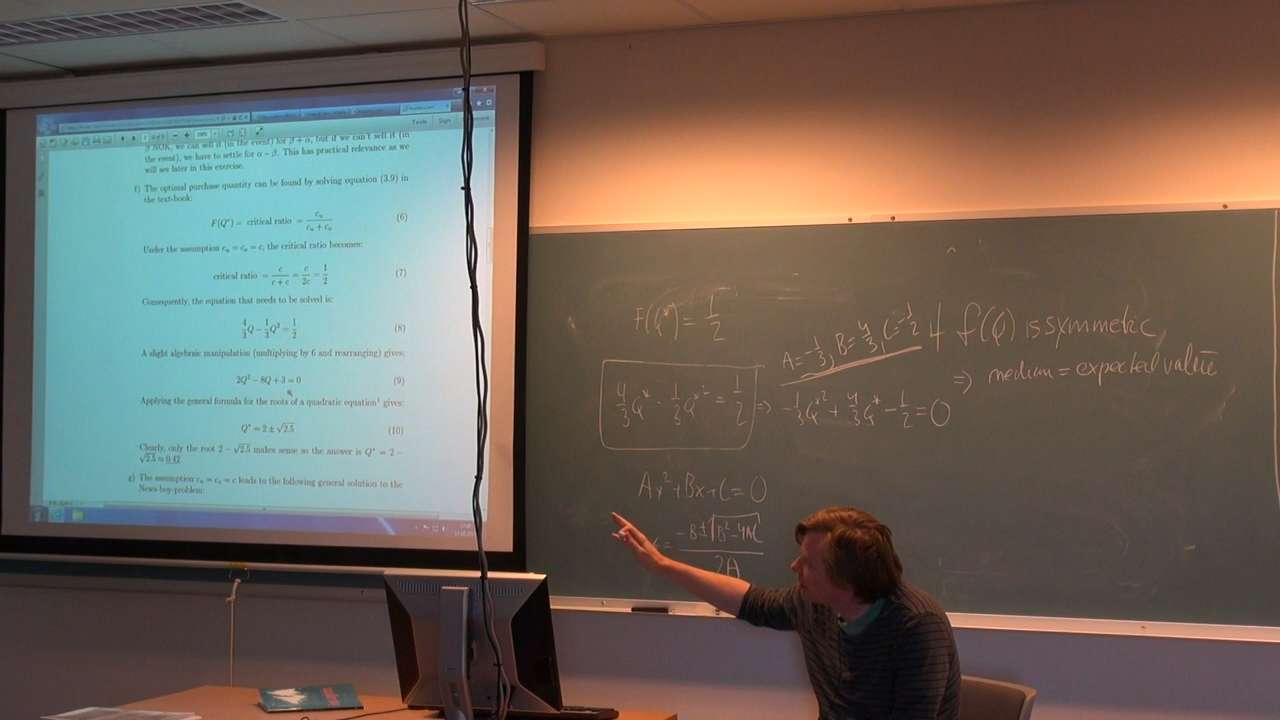 Tools Sign
β NOK, we can sell it (in the event) for β + α, but if we can't sell it (in
the event), we have to settle for α − β. This has practical relevance as we
will see later in this exercise.
f) The optimal purchase quantity can be found by solving equation (3.9) in
the text-book:
F(Q*) = critical ratio = c_u / (c_u + c_o) (6)
Under the assumption c_u = c_o = c, the critical ratio becomes:
critical ratio = c / (c + c) = c / 2c = 1/2 (7)
Consequently, the equation that needs to be solved is:
4/3 Q − 1/3 Q² = 1/2 (8)
A slight algebraic manipulation (multiplying by 6 and rearranging) gives;
2Q² − 8Q + 3 = 0 (9)
Applying the general formula for the roots of a quadratic equation¹ gives:
Q* = 2 ± √2.5 (10)
Clearly, only the root 2 − √2.5 makes sense so the answer is Q* = 2 −
√2.5 ≈ 0.42.
g) The assumption c_u = c_o = c leads to the following general solution to the
News-boy-problem:
F(Q*) = 1/2
A = -1/3, B = 4/3, C = -1/2
if f(Q) is symmetric,
=> median = expected value
4/3 Q* - 1/3 Q*² = 1/2 => -1/3 Q*² + 4/3 Q* - 1/2 = 0
Ax² + Bx + C = 0
= (-B ± √(B² - 4AC)) / 2A